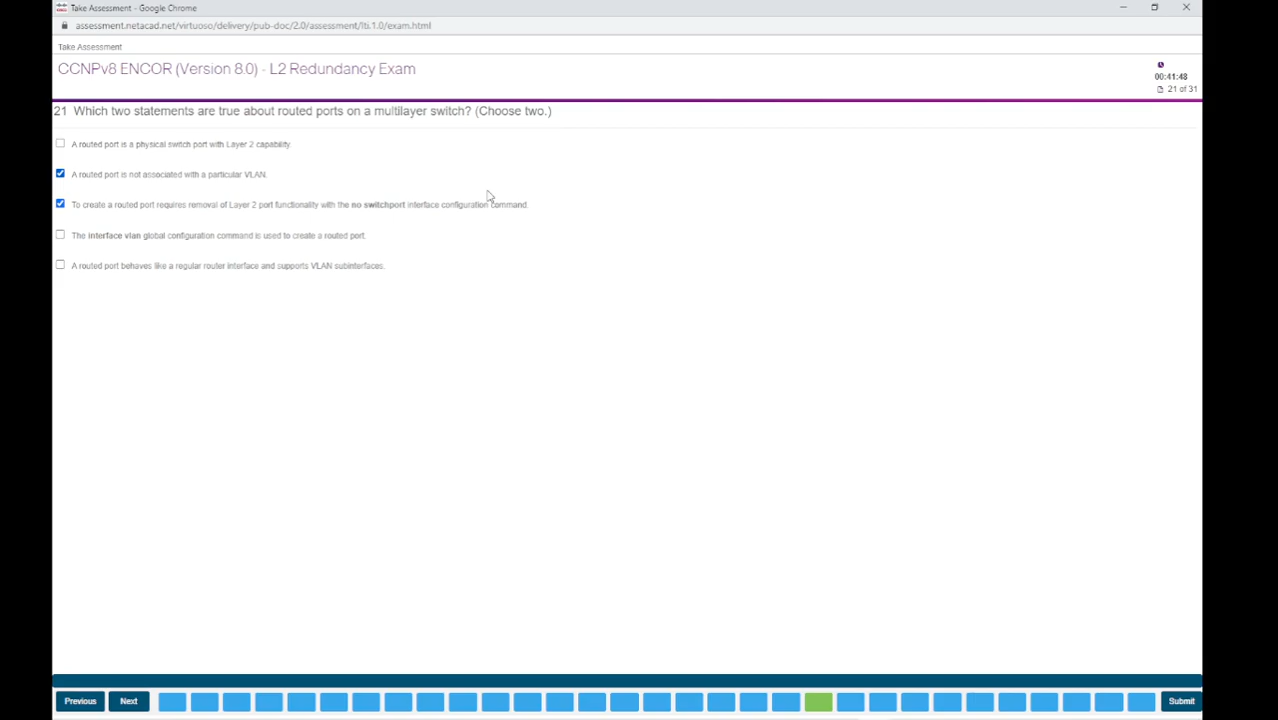 Take Assessment - Google Chrome
assessment.netacad.net/virtuoso/delivery/pub-doc/2.0/assessment/lti.1.0/exam.html
Take Assessment
CCNPv8 ENCOR (Version 8.0) - L2 Redundancy Exam
00:41:48
21 of 31
21 Which two statements are true about routed ports on a multilayer switch? (Choose two.)
A routed port is a physical switch port with Layer 2 capability.
A routed port is not associated with a particular VLAN.
To create a routed port requires removal of Layer 2 port functionality with the no switchport interface configuration command.
The interface vlan global configuration command is used to create a routed port.
A routed port behaves like a regular router interface and supports VLAN subinterfaces.
Previous Next Submit